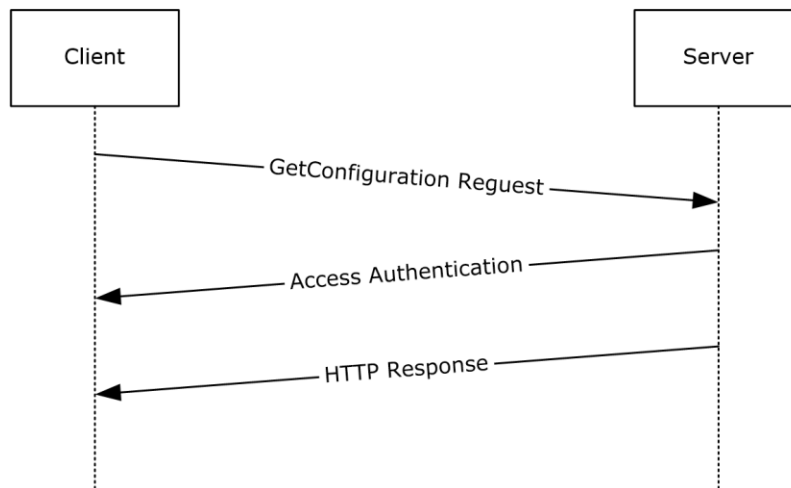 Client
Server
GetConfiguration Reguest
Access Authentication
HTTP Response